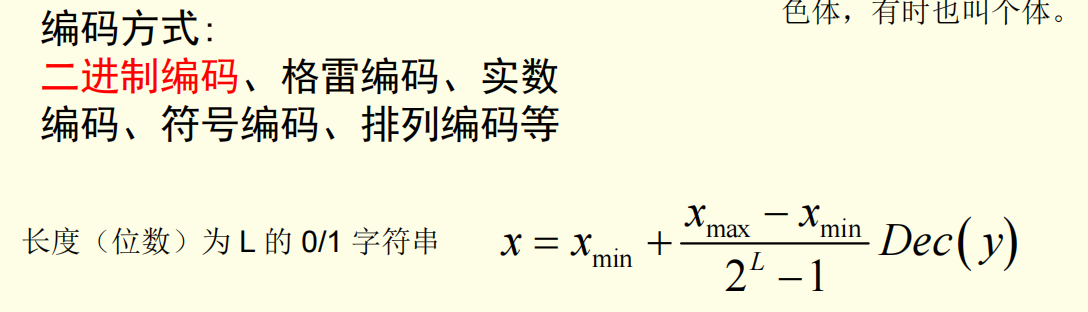 色体，有时也叫个体。
编码方式:
二进制编码、格雷编码、实数
编码、符号编码、排列编码等
长度（位数）为 L 的 0/1 字符串
x = x_min + (x_max − x_min)/(2^L − 1) Dec(y)